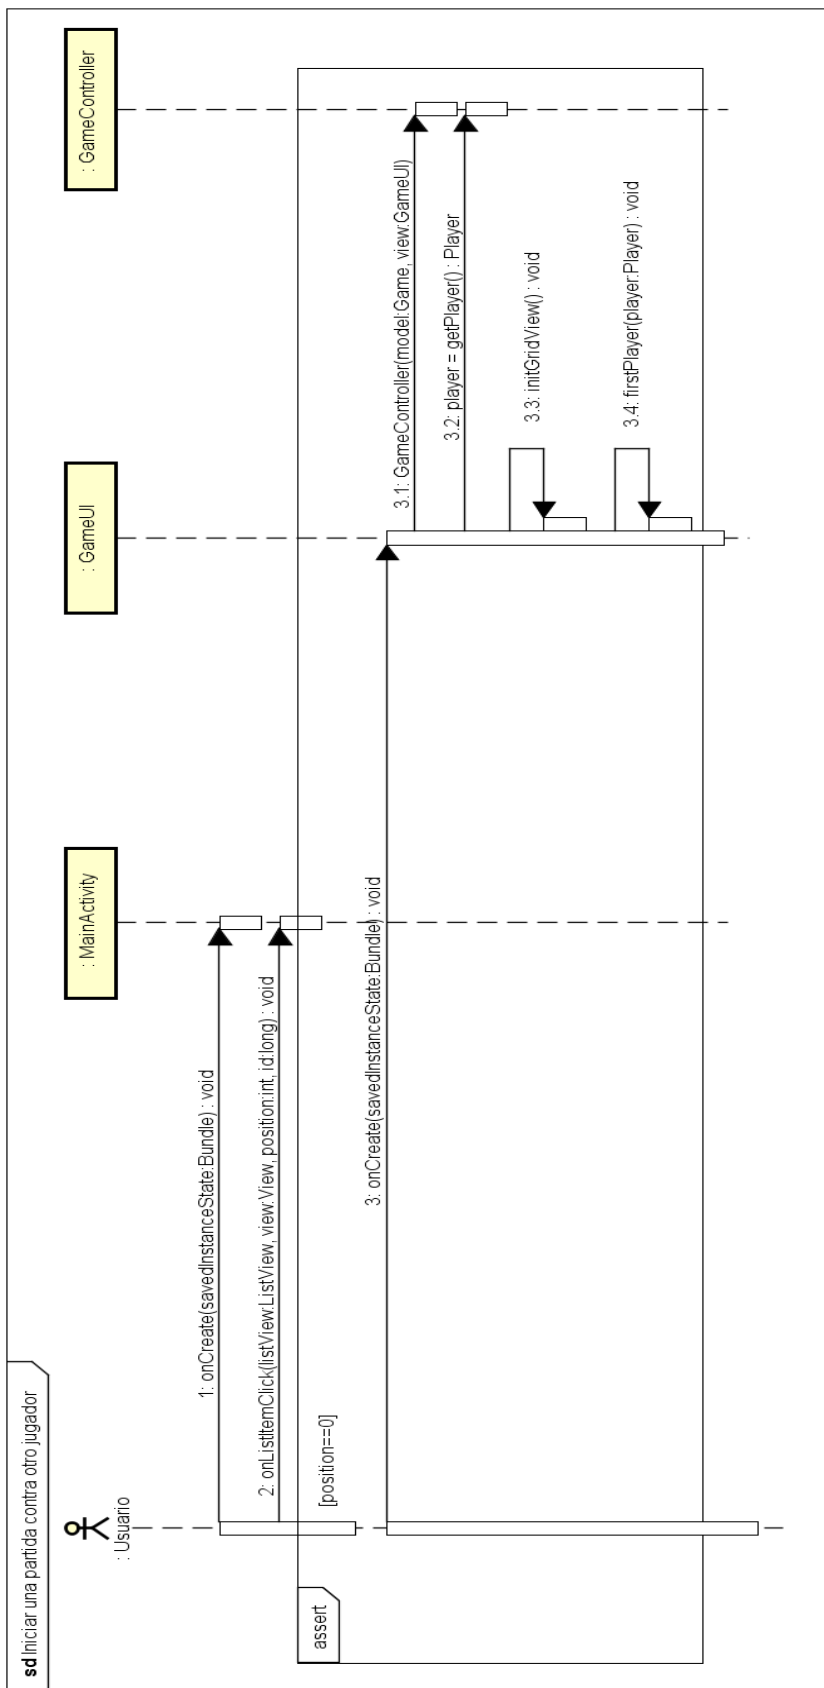 sd Iniciar una partida contra otro jugador
: Usuario
: MainActivity
: GameUI
: GameController
1: onCreate(savedInstanceState:Bundle) : void
2: onListItemClick(listView:ListView, view:View, position:int, id:long) : void
assert
[position==0]
3: onCreate(savedInstanceState:Bundle) : void
3.1: GameController(model:Game, view:GameUI)
3.2: player = getPlayer() : Player
3.3: initGridView() : void
3.4: firstPlayer(player:Player) : void